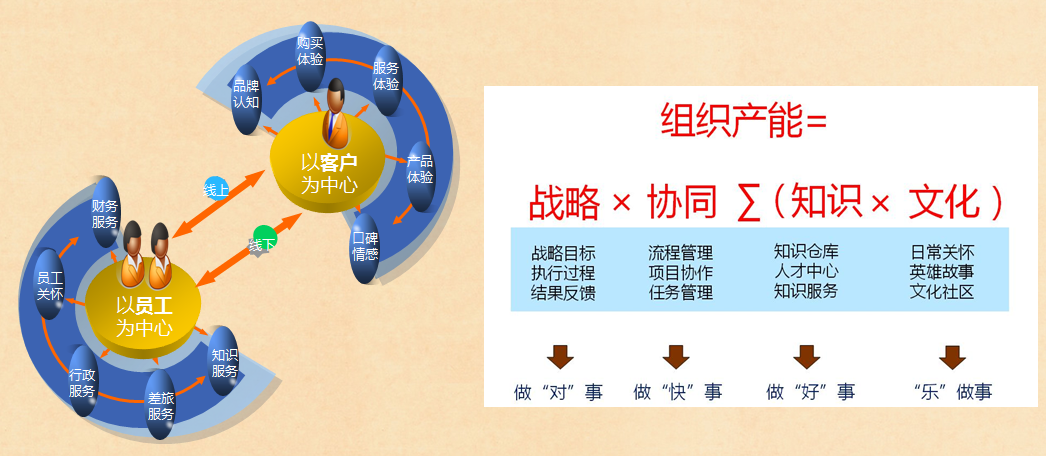 购买
体验
服务
体验
品牌
认知
产品
体验
口碑
情感
以客户
为中心
线上
线下
财务
服务
员工
关怀
行政
服务
差旅
服务
知识
服务
以员工
为中心
组织产能=
战略 × 协同 ∑（知识 × 文化）
战略目标 流程管理 知识仓库 日常关怀
执行过程 项目协作 人才中心 英雄故事
结果反馈 任务管理 知识服务 文化社区
做“对”事 做“快”事 做“好”事 “乐”做事